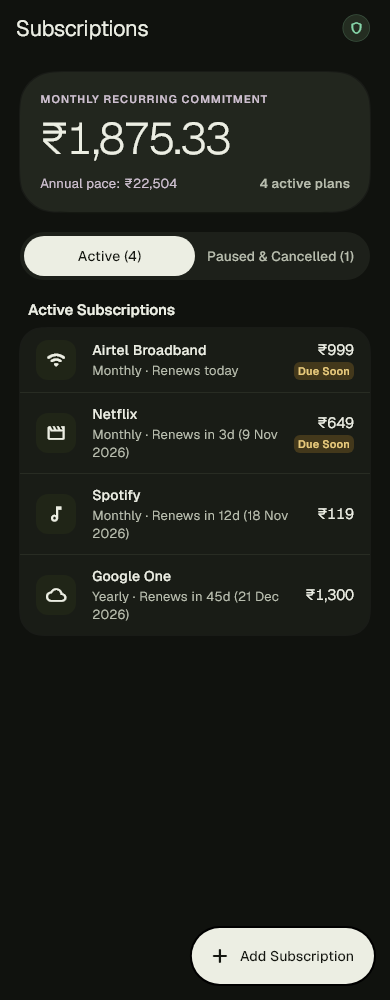 Subscriptions
MONTHLY RECURRING COMMITMENT
₹1,875.33
Annual pace: ₹22,504
4 active plans
Active (4)
Paused & Cancelled (1)
Active Subscriptions
Airtel Broadband
₹999
Monthly · Renews today
Due Soon
Netflix
₹649
Monthly · Renews in 3d (9 Nov
2026)
Due Soon
Spotify
Monthly · Renews in 12d (18 Nov
2026)
₹119
Google One
Yearly · Renews in 45d (21 Dec
2026)
₹1,300
+ Add Subscription